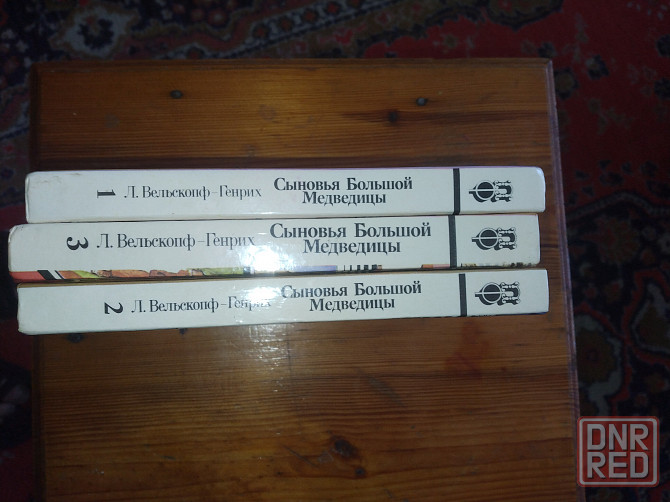 1 Л. Вельскопф-Генрих Сыновья Большой
Медведицы
3 Л. Вельскопф-Генрих Сыновья Большой
Медведицы
2 Л. Вельскопф-Генрих Сыновья Большой
Медведицы
DNR
RED